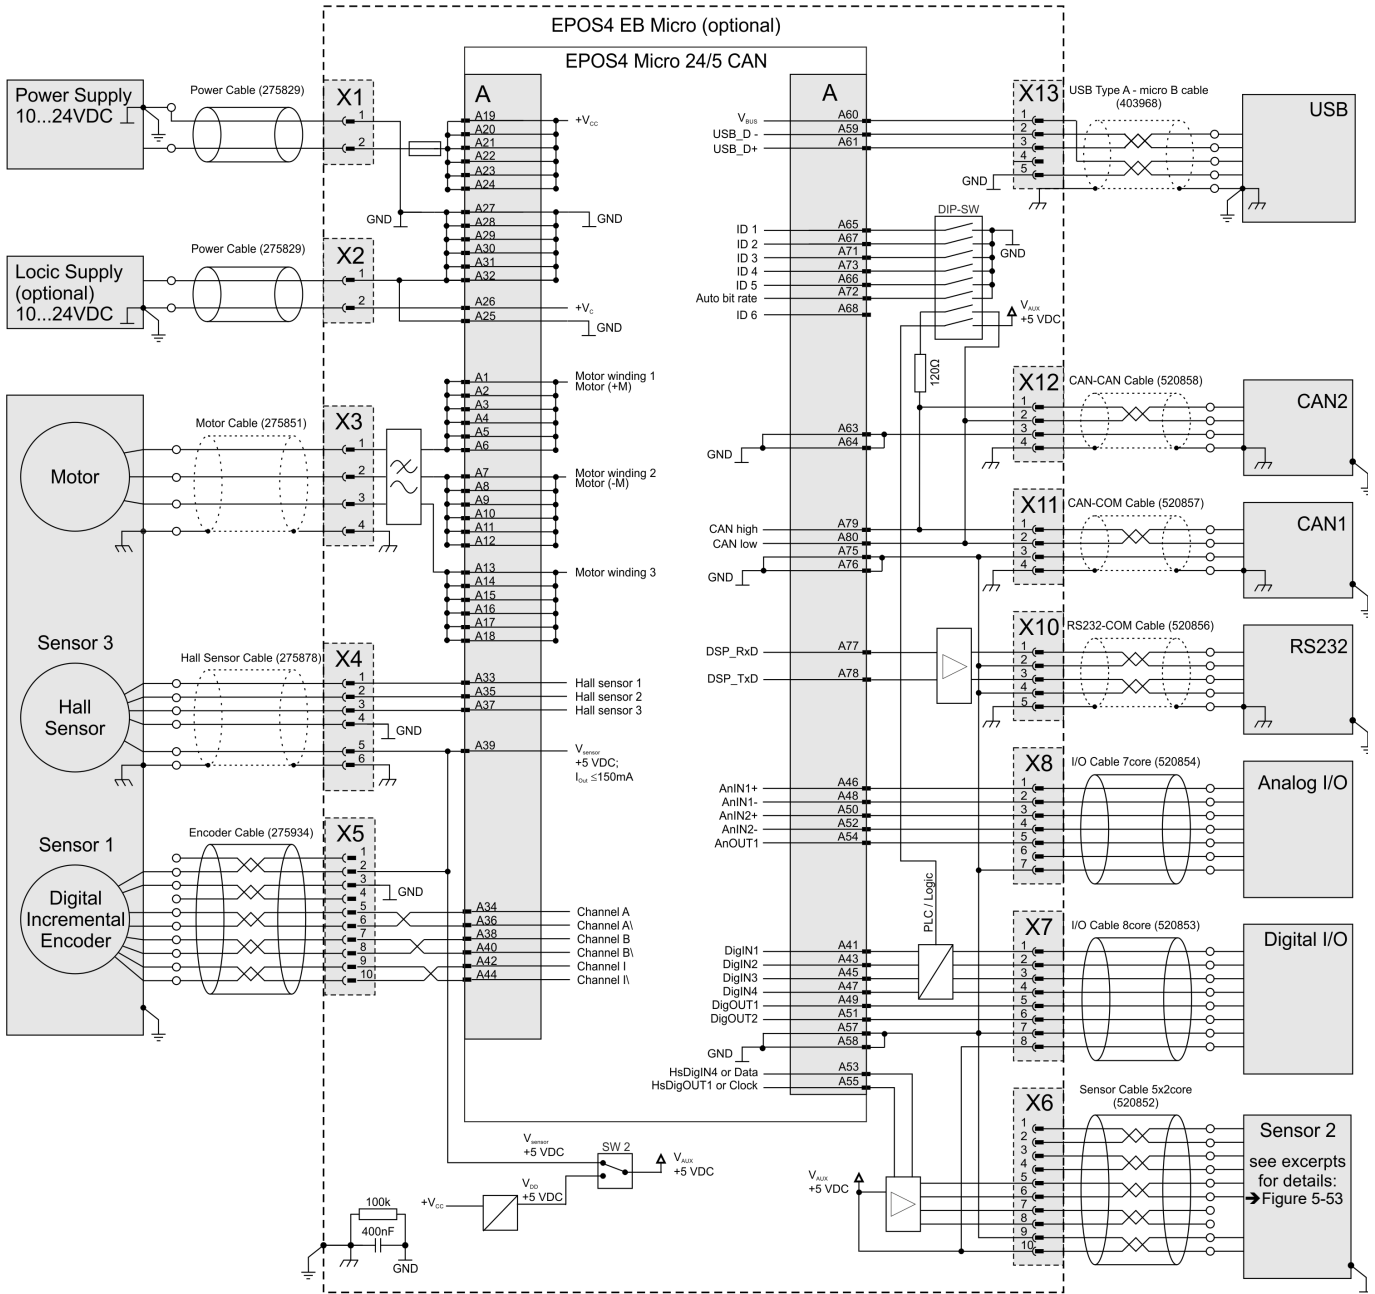 EPOS4 EB Micro (optional)
EPOS4 Micro 24/5 CAN
Power Supply
10...24VDC
Power Cable (275829)
X1
1
2
A
A19
A20
A21
A22
A23
A24
+Vcc
A27
A28
A29
A30
A31
A32
GND
GND
Locic Supply
(optional)
10...24VDC
Power Cable (275829)
X2
1
2
A26
A25
+Vc
GND
Motor
Motor Cable (275851)
X3
1
2
3
4
A1
A2
A3
A4
A5
A6
Motor winding 1
Motor (+M)
A7
A8
A9
A10
A11
A12
Motor winding 2
Motor (-M)
A13
A14
A15
A16
A17
A18
Motor winding 3
Sensor 3
Hall
Sensor
Hall Sensor Cable (275878)
X4
1
2
3
4
5
6
GND
A33
A35
A37
A39
Hall sensor 1
Hall sensor 2
Hall sensor 3
Vsensor
+5 VDC;
IOut ≤150mA
Sensor 1
Digital
Incremental
Encoder
Encoder Cable (275934)
X5
1
2
3
4
5
6
7
8
9
10
GND
A34
A36
A38
A40
A42
A44
Channel A
Channel A\
Channel B
Channel B\
Channel I
Channel I\
Vsensor
+5 VDC
SW 2
VAUX
+5 VDC
VDD
+5 VDC
+Vcc
100k
400nF
GND
A
VBUS
USB_D -
USB_D+
A60
A59
A61
X13
1
2
3
4
5
GND
USB Type A - micro B cable
(403968)
USB
DIP-SW
ID 1
ID 2
ID 3
ID 4
ID 5
Auto bit rate
ID 6
A65
A67
A71
A73
A66
A72
A68
GND
VAUX
+5 VDC
120Ω
X12
1
2
3
4
CAN-CAN Cable (520858)
CAN2
A63
A64
GND
X11
1
2
3
4
CAN-COM Cable (520857)
CAN1
CAN high
CAN low
A79
A80
A75
A76
GND
X10
1
2
3
4
5
RS232-COM Cable (520856)
RS232
DSP_RxD
DSP_TxD
A77
A78
X8
1
2
3
4
5
6
7
I/O Cable 7core (520854)
Analog I/O
AnIN1+
AnIN1-
AnIN2+
AnIN2-
AnOUT1
A46
A48
A50
A52
A54
PLC / Logic
X7
1
2
3
4
5
6
7
8
I/O Cable 8core (520853)
Digital I/O
DigIN1
DigIN2
DigIN3
DigIN4
DigOUT1
DigOUT2
A41
A43
A45
A47
A49
A51
A57
A58
GND
HsDigIN4 or Data
HsDigOUT1 or Clock
A53
A55
X6
1
2
3
4
5
6
7
8
9
10
Sensor Cable 5x2core
(520852)
VAUX
+5 VDC
Sensor 2
see excerpts
for details:
➔Figure 5-53